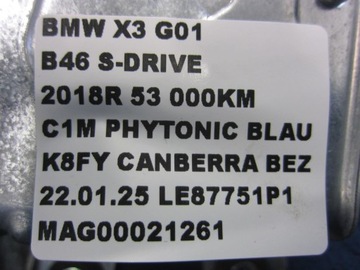 BMW X3 G01
B46 S-DRIVE
2018R 53 000KM
C1M PHYTONIC BLAU
K8FY CANBERRA BEZ
22.01.25 LE87751P1
MAG00021261